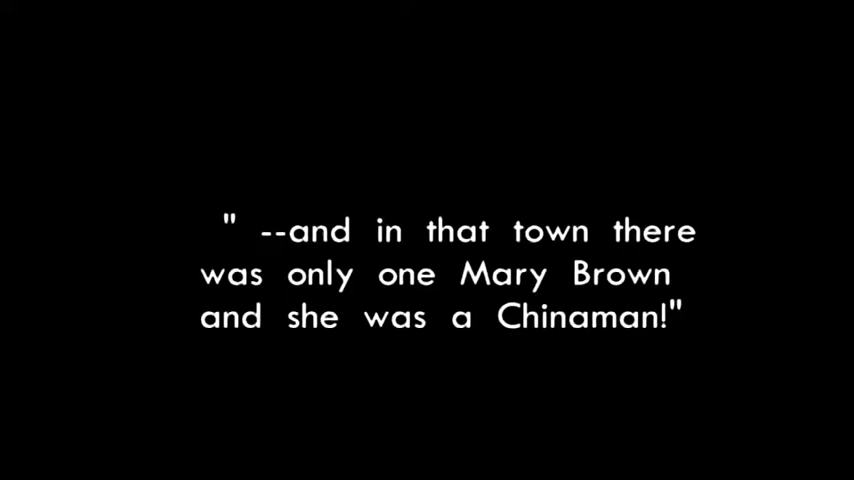 " --and in that town there
was only one Mary Brown
and she was a Chinaman!"